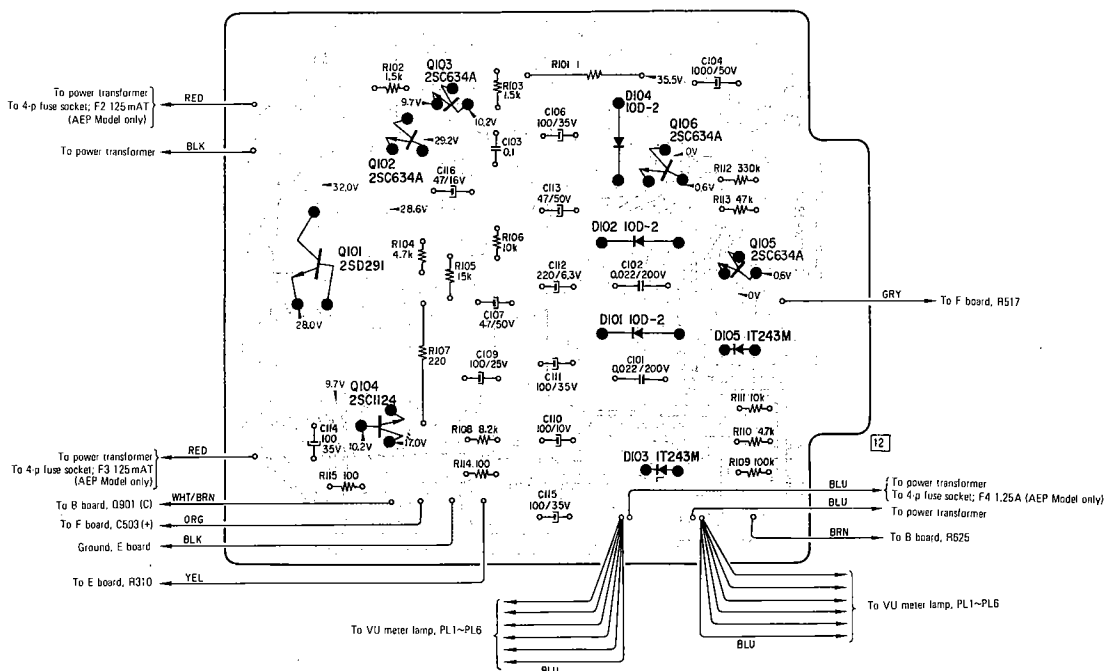 Q103
2SC634A
R102
1.5k
R103
1.5k
R101 1
35.5V
C104
1000/50V
To power transformer
To 4-p fuse socket; F2 125mAT
(AEP Model only)
RED
To power transformer
BLK
9.7V
10.2V
29.2V
Q102
2SC634A
C103
0.1
C106
100/35V
D104
10D-2
Q106
2SC634A
0V
0.6V
R112 330k
R113 47k
C116
47/16V
C113
47/50V
32.0V
28.6V
Q101
2SD291
28.0V
R104
4.7k
R105
15k
R106
10k
D102 10D-2
Q105
2SC634A
0.6V
0V
C112
220/6.3V
C102
0.022/200V
GRY
To F board, R517
C107
47/50V
D101 10D-2
D105 1T243M
R107
220
C109
100/25V
C111
100/35V
C101
0.022/200V
9.7V
Q104
2SC1124
C114
100
35V
10.2V
17.0V
R108 8.2k
C110
100/10V
R111 10k
R110 4.7k
R109 100k
12
To power transformer
To 4-p fuse socket; F3 125mAT
(AEP Model only)
RED
R115 100
R114 100
D103 1T243M
To B board, Q901 (C)
WHT/BRN
To F board, C503 (+)
ORG
Ground, E board
BLK
To E board, R310
YEL
C115
100/35V
BLU
To power transformer
To 4-p fuse socket; F4 1.25A (AEP Model only)
BLU
To power transformer
BRN
To B board, R625
To VU meter lamp, PL1~PL6
BLU
To VU meter lamp, PL1~PL6
BLU